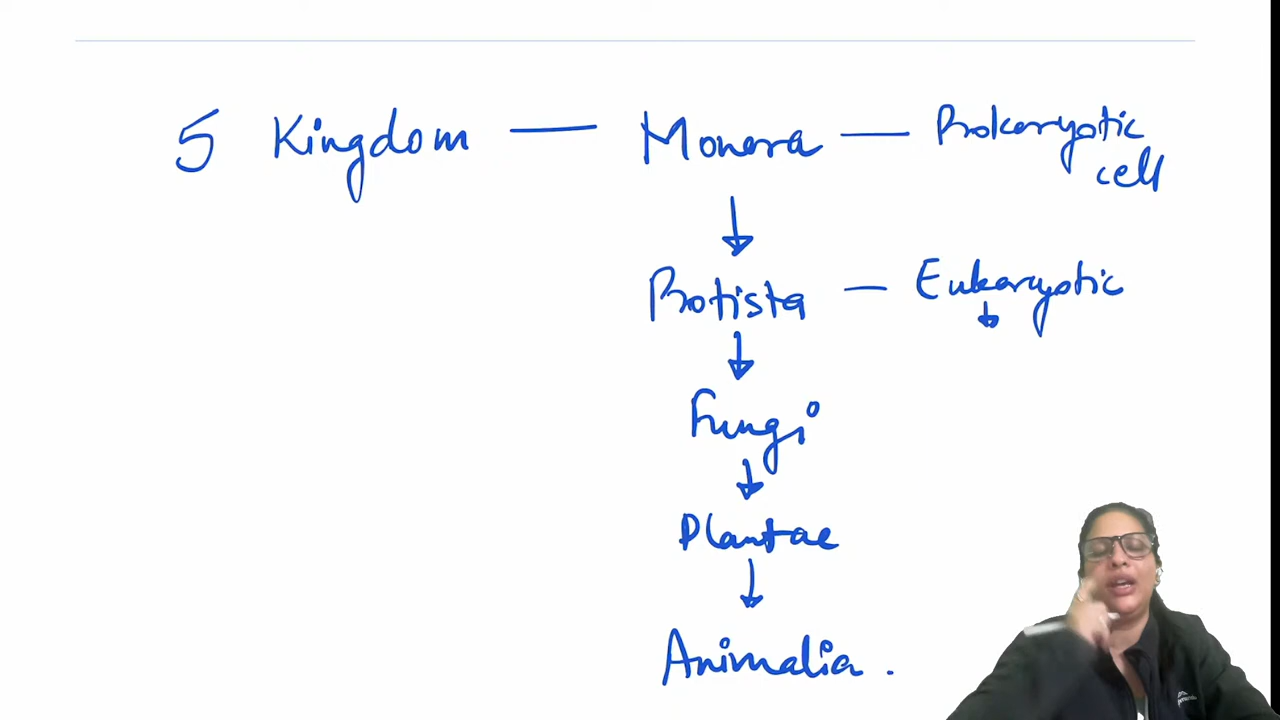 5 Kingdom — Monera — Prokaryotic
cell
↓
Protista — Eukaryotic
↓ ↓
Fungi
↓
Plantae
↓
Animalia .